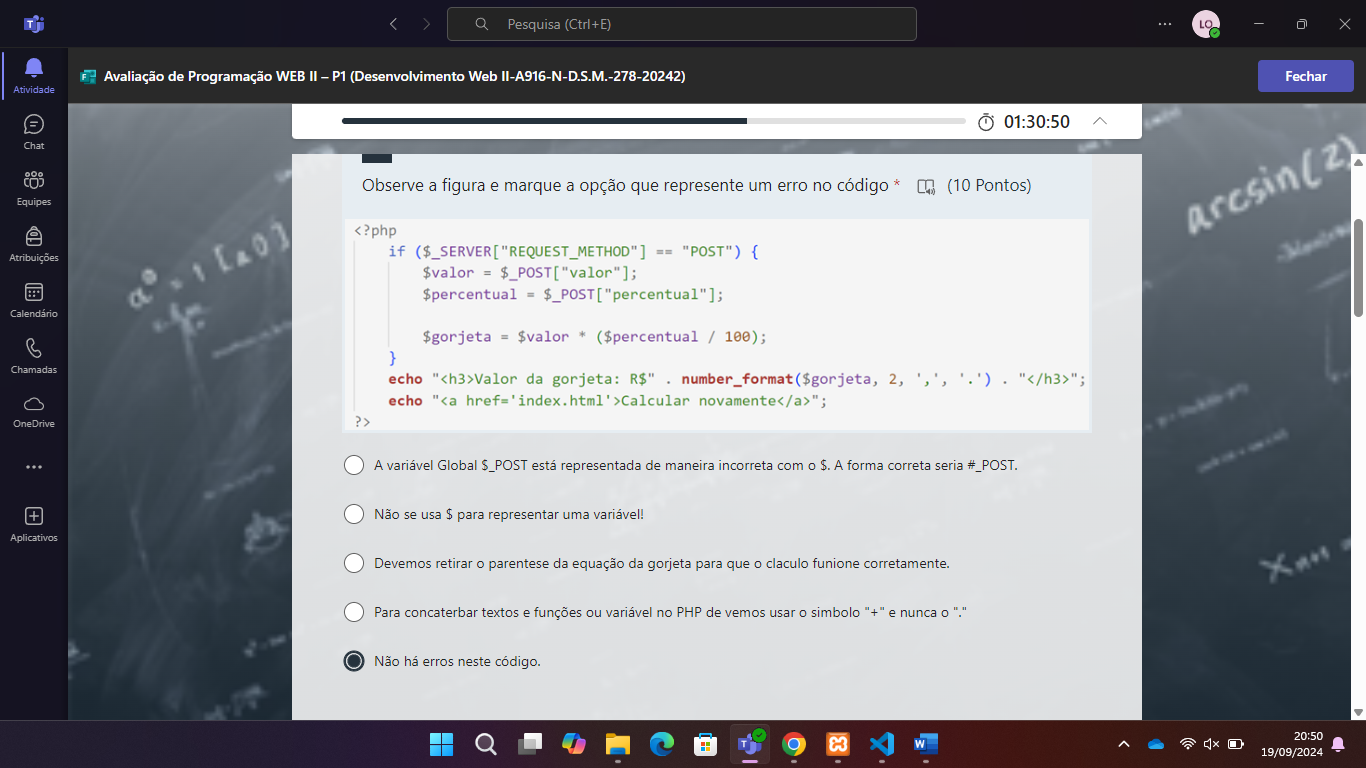 Pesquisa (Ctrl+E)
LO
Avaliação de Programação WEB II – P1 (Desenvolvimento Web II-A916-N-D.S.M.-278-20242)
Fechar
Atividade
Chat
Equipes
Atribuições
Calendário
Chamadas
OneDrive
Aplicativos
01:30:50
Observe a figura e marque a opção que represente um erro no código * (10 Pontos)
<?php
if ($_SERVER["REQUEST_METHOD"] == "POST") {
$valor = $_POST["valor"];
$percentual = $_POST["percentual"];
$gorjeta = $valor * ($percentual / 100);
}
echo "<h3>Valor da gorjeta: R$" . number_format($gorjeta, 2, ',', '.') . "</h3>";
echo "<a href='index.html'>Calcular novamente</a>";
?>
A variável Global $_POST está representada de maneira incorreta com o $. A forma correta seria #_POST.
Não se usa $ para representar uma variável!
Devemos retirar o parentese da equação da gorjeta para que o claculo funione corretamente.
Para concaterbar textos e funções ou variável no PHP de vemos usar o simbolo "+" e nunca o "."
Não há erros neste código.
arcsin(z)
20:50
19/09/2024